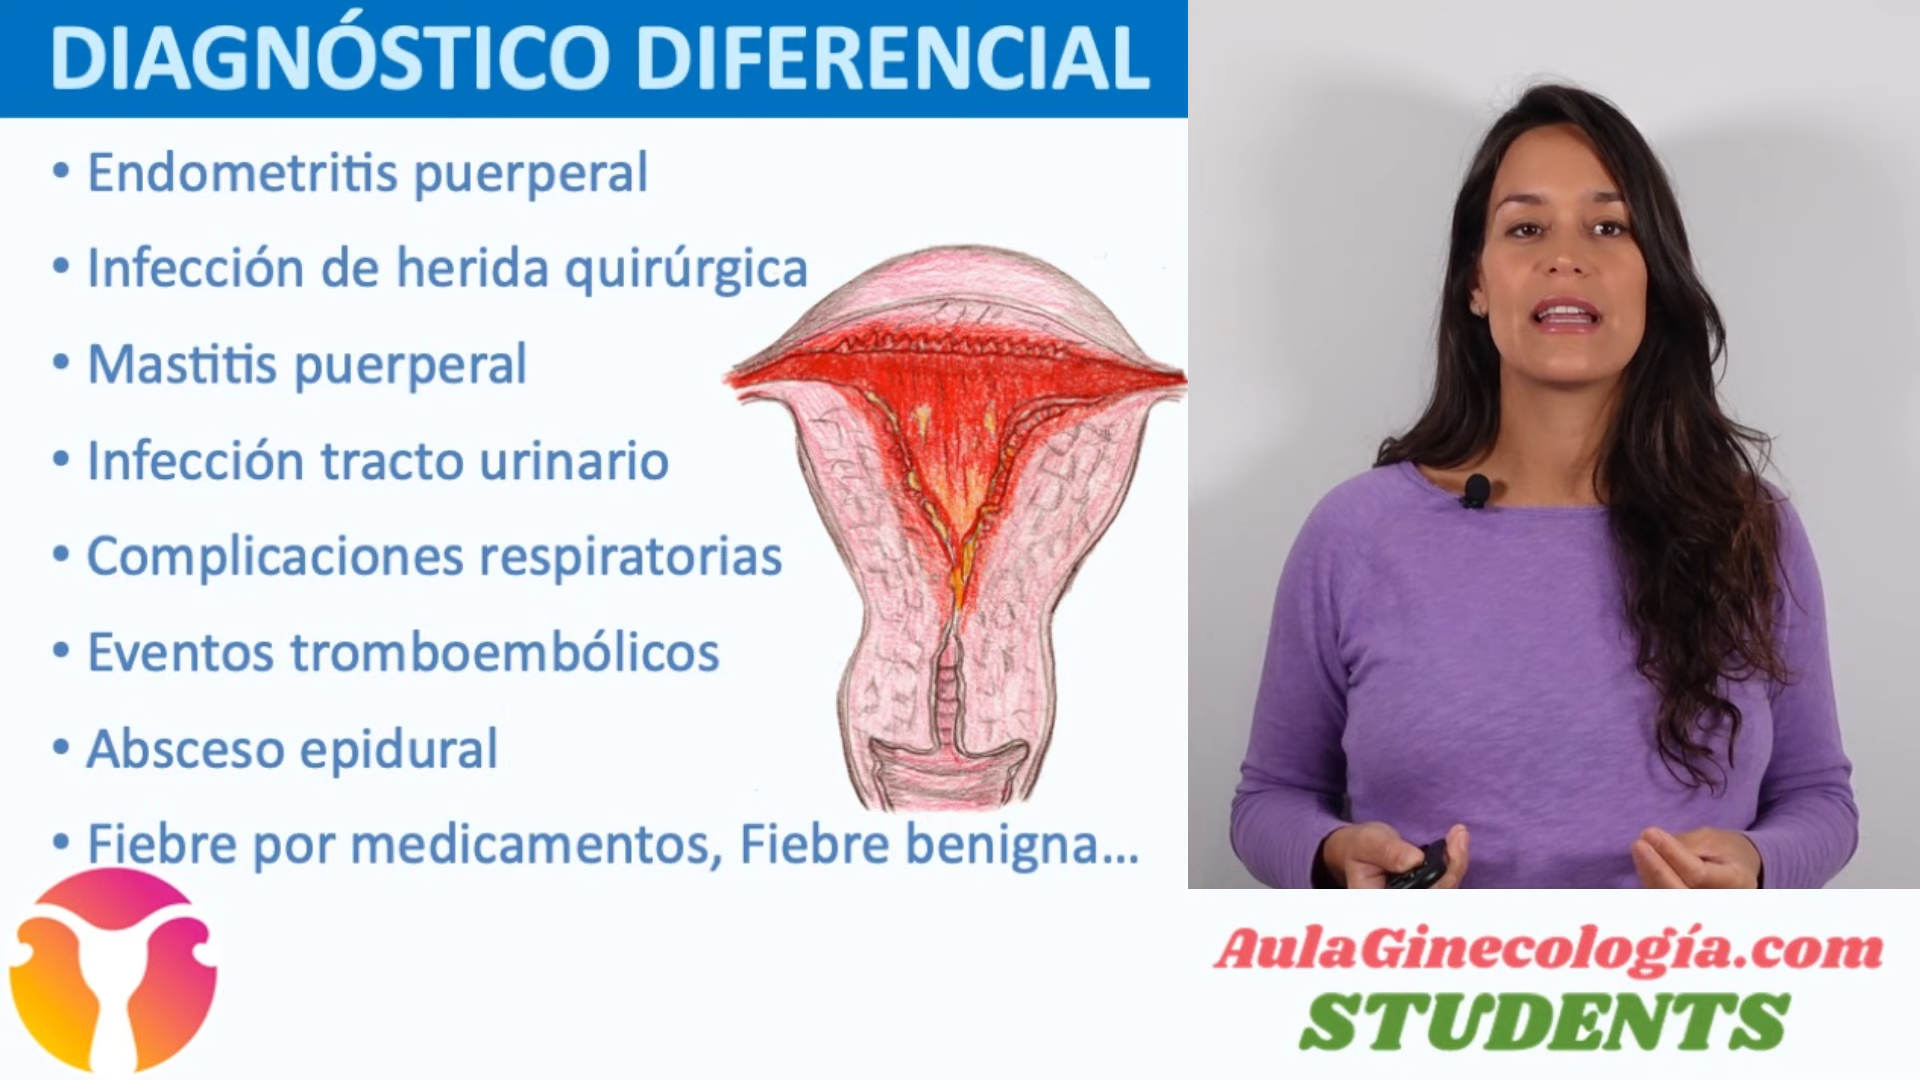 DIAGNÓSTICO DIFERENCIAL
• Endometritis puerperal
• Infección de herida quirúrgica
• Mastitis puerperal
• Infección tracto urinario
• Complicaciones respiratorias
• Eventos tromboembólicos
• Absceso epidural
• Fiebre por medicamentos, Fiebre benigna...
AulaGinecología.com
STUDENTS